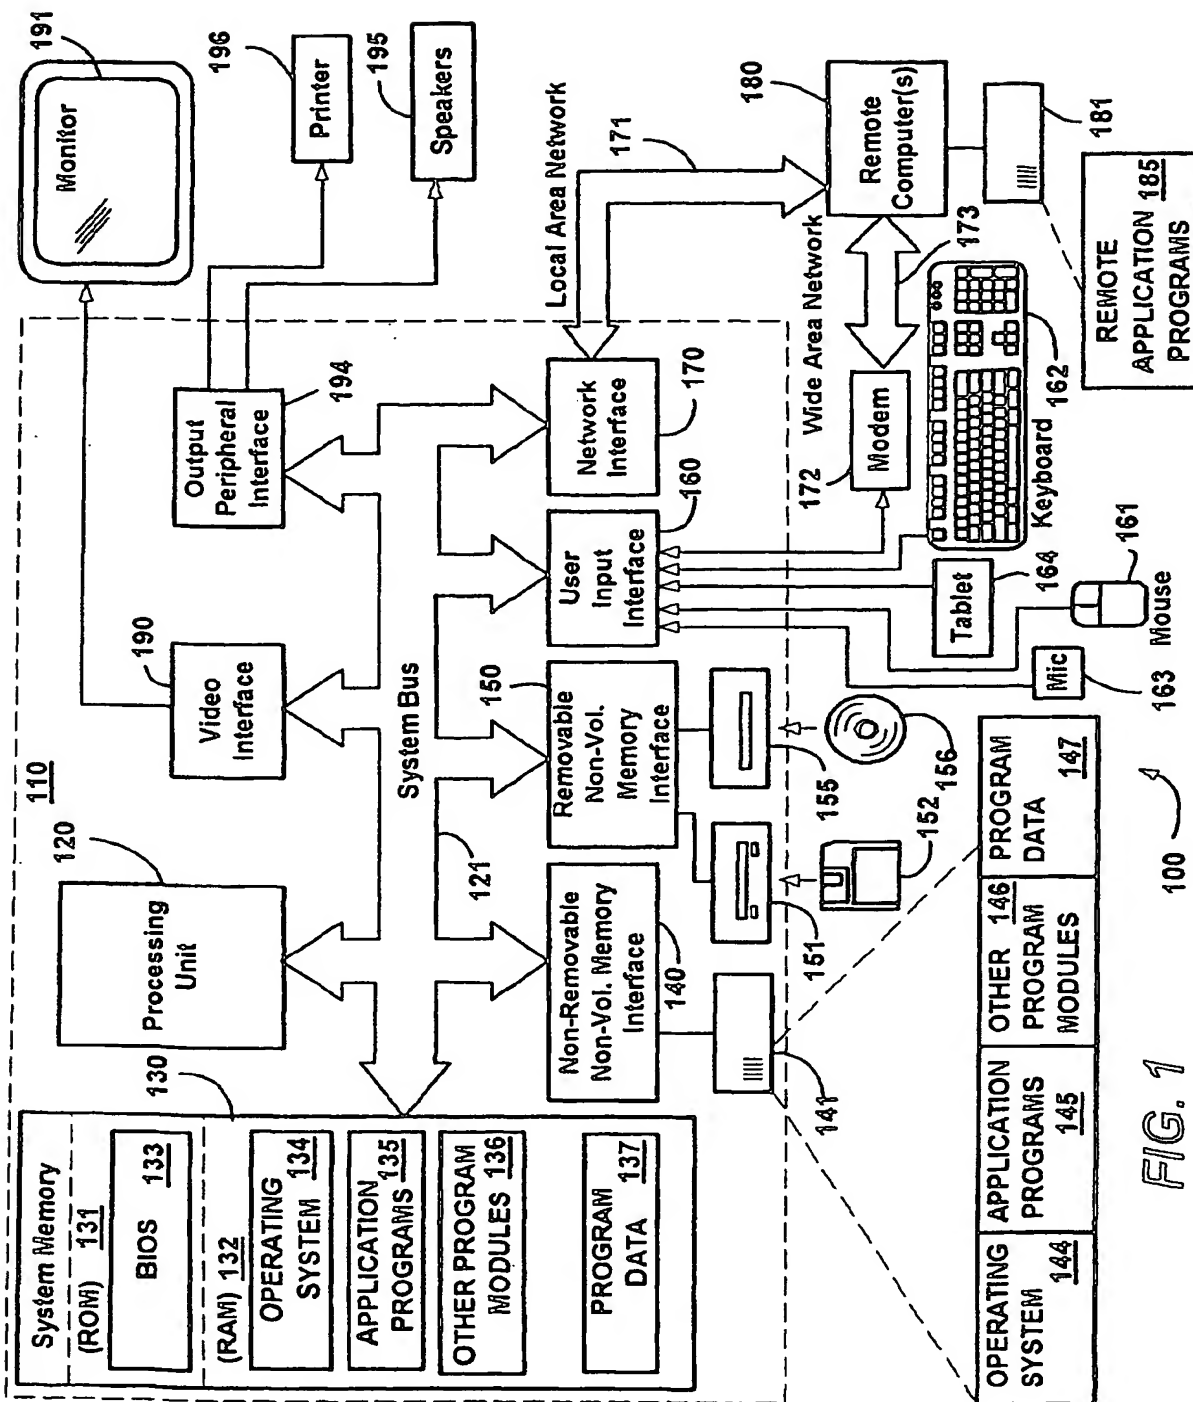 System Memory
(ROM) 131
BIOS 133
(RAM) 132
OPERATING
SYSTEM 134
APPLICATION
PROGRAMS 135
OTHER PROGRAM
MODULES 136
PROGRAM
DATA 137
130
110
120
Processing
Unit
190
Video
Interface
Output
Peripheral
Interface
194
Monitor
191
196
Printer
195
Speakers
System Bus
121
Non-Removable
Non-Vol. Memory
Interface
140
150
Removable
Non-Vol.
Memory
Interface
User
Input
Interface
160
Network
Interface
170
Local Area Network
171
141
151
155
152
156
172
Modem
Wide Area Network
173
180
Remote
Computer(s)
181
Mic
163
Mouse
161
Tablet
164
Keyboard
162
REMOTE
APPLICATION 185
PROGRAMS
OPERATING
SYSTEM 144
APPLICATION
PROGRAMS
145
OTHER 146
PROGRAM
MODULES
PROGRAM
DATA
147
100
FIG. 1